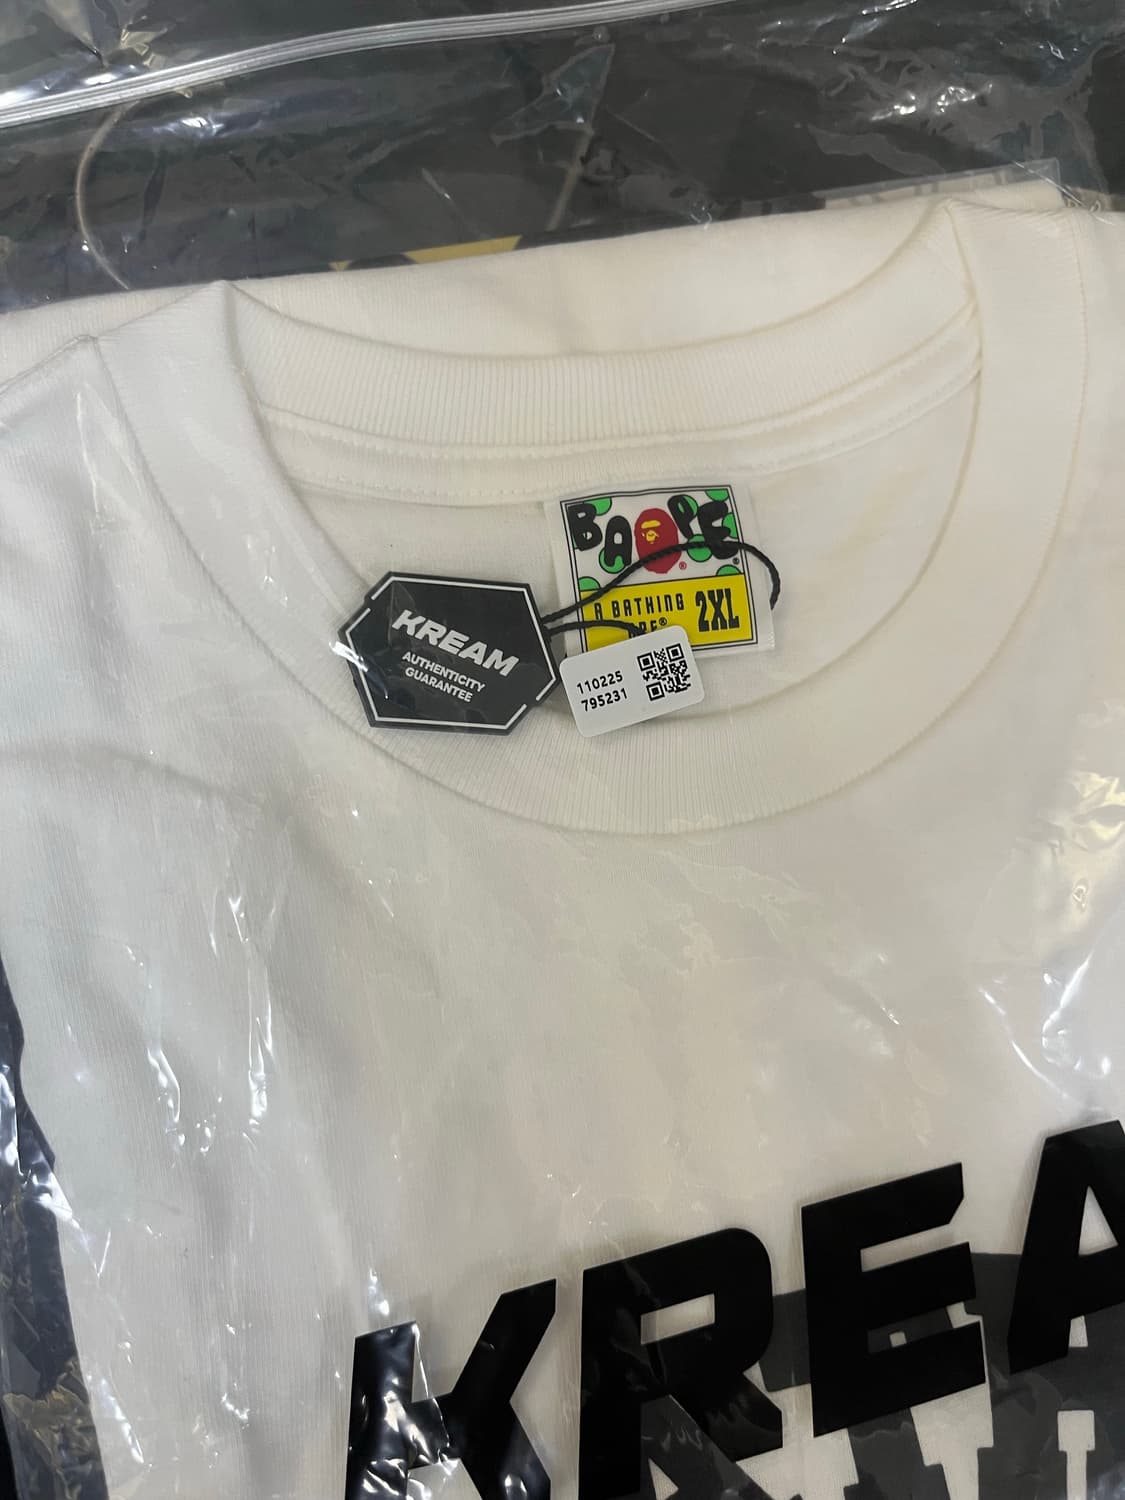 BAPE
A BATHING
2XL
KREAM
AUTHENTICITY
GUARANTEE
110225
795231
KREA